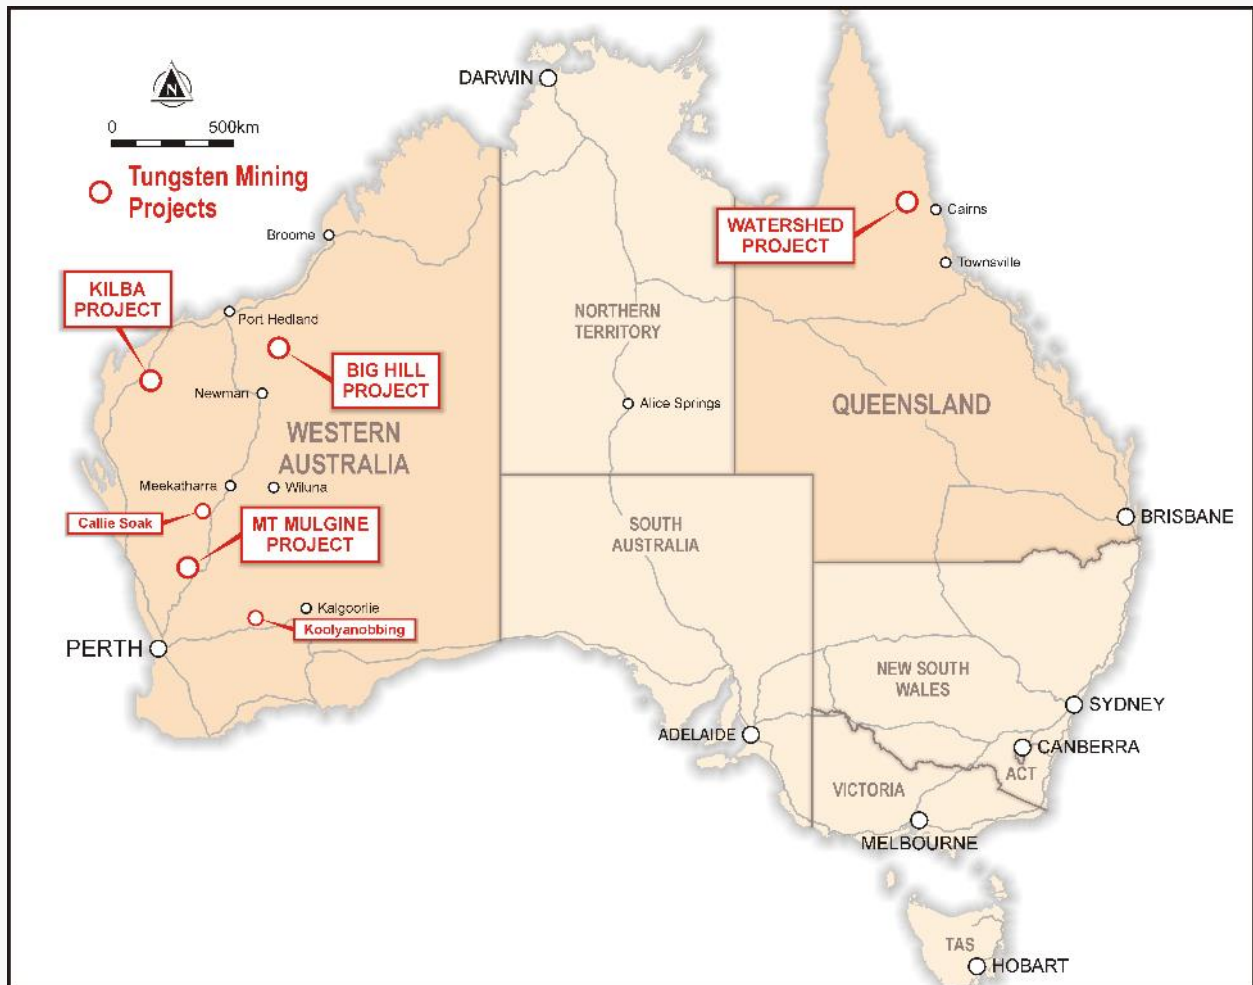 DARWIN
N
0 500km
Tungsten Mining
Projects
Cairns
WATERSHED
PROJECT
Broome
Townsville
KILBA
PROJECT
Port Hedland
NORTHERN
TERRITORY
BIG HILL
PROJECT
Newman
Alice Springs
QUEENSLAND
WESTERN
AUSTRALIA
Meekatharra
Wiluna
Callie Soak
MT MULGINE
PROJECT
SOUTH
AUSTRALIA
BRISBANE
Kalgoorlie
Koolyanobbing
PERTH
NEW SOUTH
WALES
SYDNEY
ADELAIDE
CANBERRA
ACT
VICTORIA
MELBOURNE
TAS
HOBART